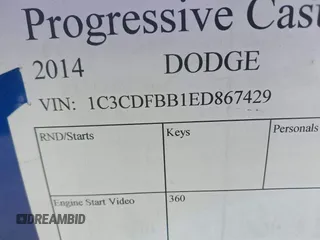 Progressive Cas
2014 DODGE
VIN: 1C3CDFBB1ED867429
RND/Starts Keys Personals
Engine Start Video 360
DREAMBID